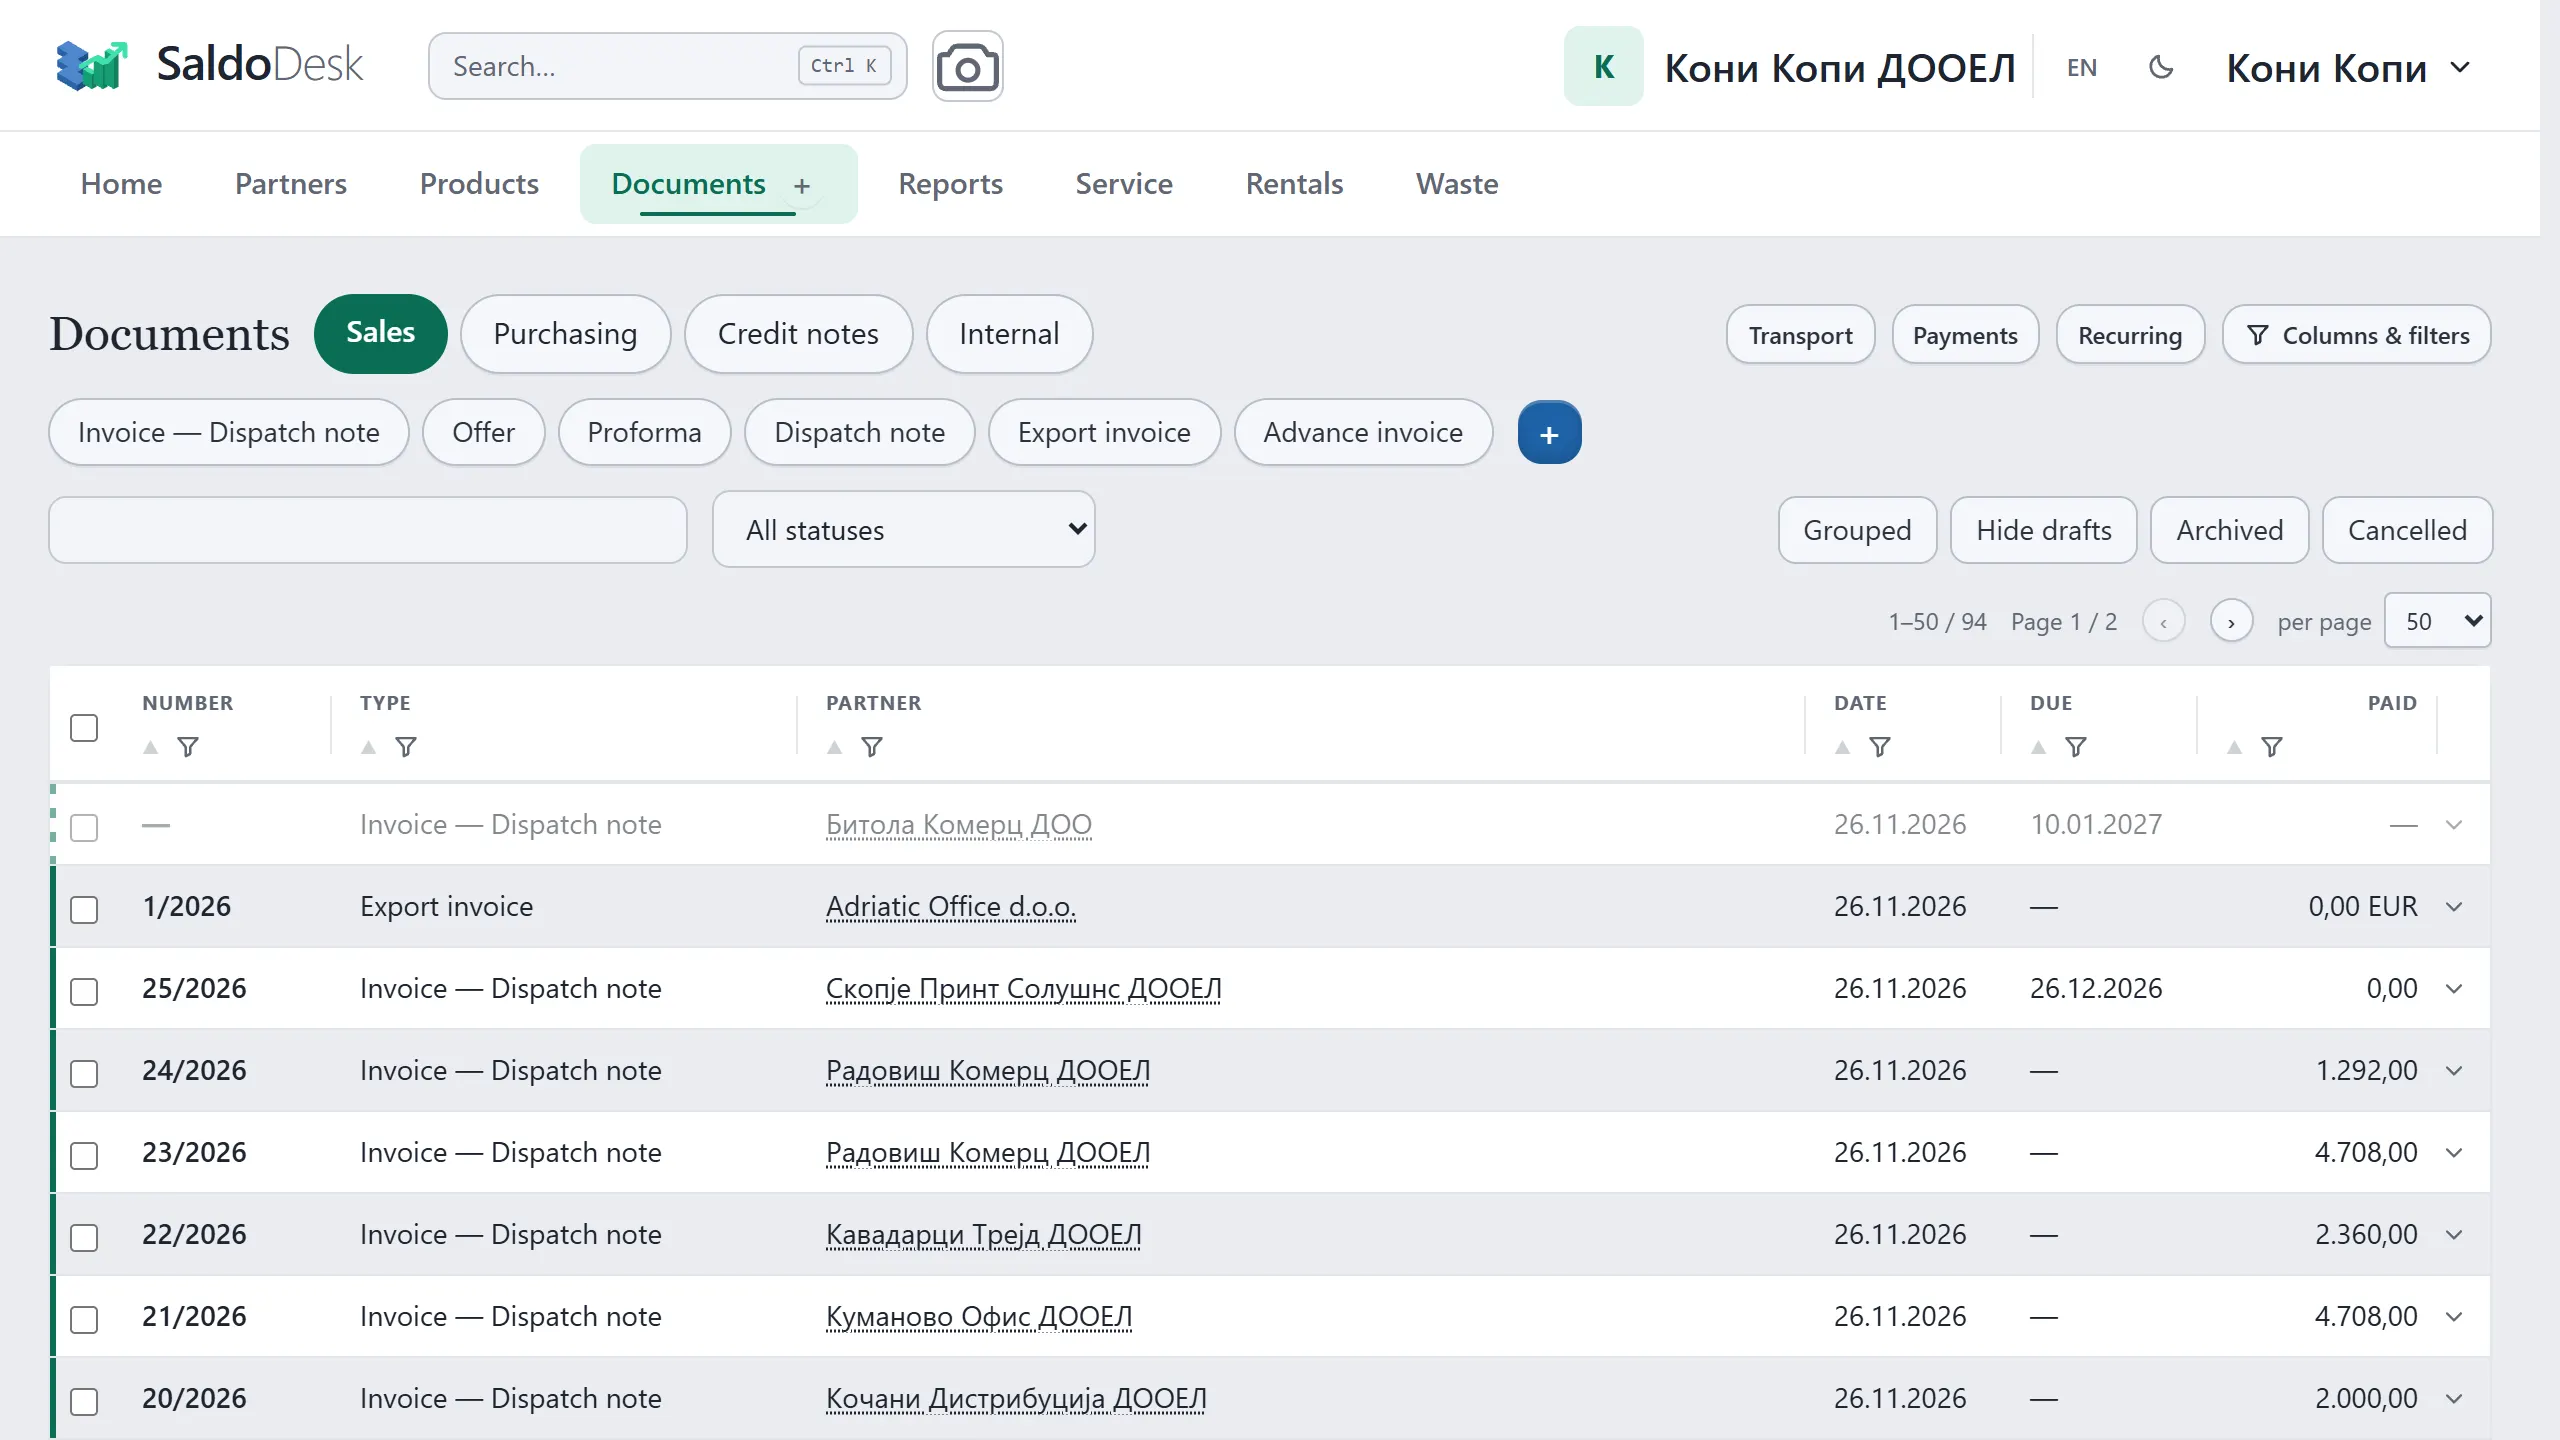 SaldoDesk
Search...
Ctrl K
K
Кони Копи ДООЕЛ
EN
Кони Копи
Home
Partners
Products
Documents +
Reports
Service
Rentals
Waste
Documents
Sales
Purchasing
Credit notes
Internal
Transport
Payments
Recurring
Columns & filters
Invoice — Dispatch note
Offer
Proforma
Dispatch note
Export invoice
Advance invoice
+
All statuses
Grouped
Hide drafts
Archived
Cancelled
1–50 / 94
Page 1 / 2
‹
›
per page
50
NUMBER TYPE PARTNER DATE DUE PAID
— Invoice — Dispatch note Битола Комерц ДОО 26.11.2026 10.01.2027 —
1/2026 Export invoice Adriatic Office d.o.o. 26.11.2026 — 0,00 EUR
25/2026 Invoice — Dispatch note Скопје Принт Солушнс ДООЕЛ 26.11.2026 26.12.2026 0,00
24/2026 Invoice — Dispatch note Радовиш Комерц ДООЕЛ 26.11.2026 — 1.292,00
23/2026 Invoice — Dispatch note Радовиш Комерц ДООЕЛ 26.11.2026 — 4.708,00
22/2026 Invoice — Dispatch note Кавадарци Трејд ДООЕЛ 26.11.2026 — 2.360,00
21/2026 Invoice — Dispatch note Куманово Офис ДООЕЛ 26.11.2026 — 4.708,00
20/2026 Invoice — Dispatch note Кочани Дистрибуција ДООЕЛ 26.11.2026 — 2.000,00